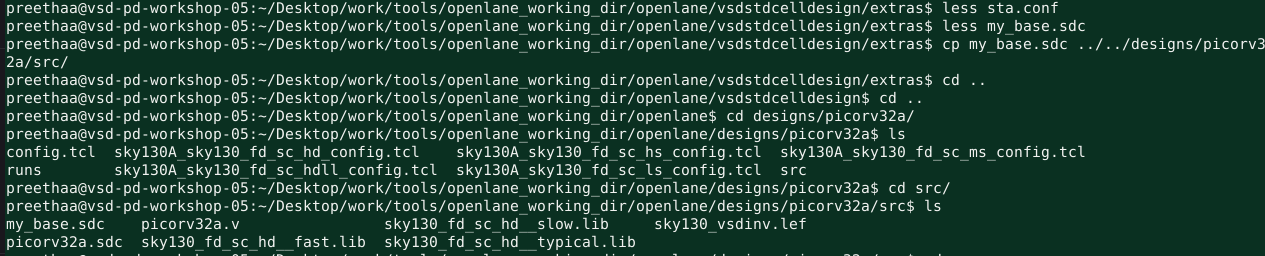 preethaa@vsd-pd-workshop-05:~/Desktop/work/tools/openlane_working_dir/openlane/vsdstdcelldesign/extras$ less sta.conf
preethaa@vsd-pd-workshop-05:~/Desktop/work/tools/openlane_working_dir/openlane/vsdstdcelldesign/extras$ less my_base.sdc
preethaa@vsd-pd-workshop-05:~/Desktop/work/tools/openlane_working_dir/openlane/vsdstdcelldesign/extras$ cp my_base.sdc ../../designs/picorv3
2a/src/
preethaa@vsd-pd-workshop-05:~/Desktop/work/tools/openlane_working_dir/openlane/vsdstdcelldesign/extras$ cd ..
preethaa@vsd-pd-workshop-05:~/Desktop/work/tools/openlane_working_dir/openlane/vsdstdcelldesign$ cd ..
preethaa@vsd-pd-workshop-05:~/Desktop/work/tools/openlane_working_dir/openlane$ cd designs/picorv32a/
preethaa@vsd-pd-workshop-05:~/Desktop/work/tools/openlane_working_dir/openlane/designs/picorv32a$ ls
config.tcl  sky130A_sky130_fd_sc_hd_config.tcl    sky130A_sky130_fd_sc_hs_config.tcl  sky130A_sky130_fd_sc_ms_config.tcl
runs        sky130A_sky130_fd_sc_hdll_config.tcl  sky130A_sky130_fd_sc_ls_config.tcl  src
preethaa@vsd-pd-workshop-05:~/Desktop/work/tools/openlane_working_dir/openlane/designs/picorv32a$ cd src/
preethaa@vsd-pd-workshop-05:~/Desktop/work/tools/openlane_working_dir/openlane/designs/picorv32a/src$ ls
my_base.sdc    picorv32a.v                sky130_fd_sc_hd__slow.lib     sky130_vsdinv.lef
picorv32a.sdc  sky130_fd_sc_hd__fast.lib  sky130_fd_sc_hd__typical.lib